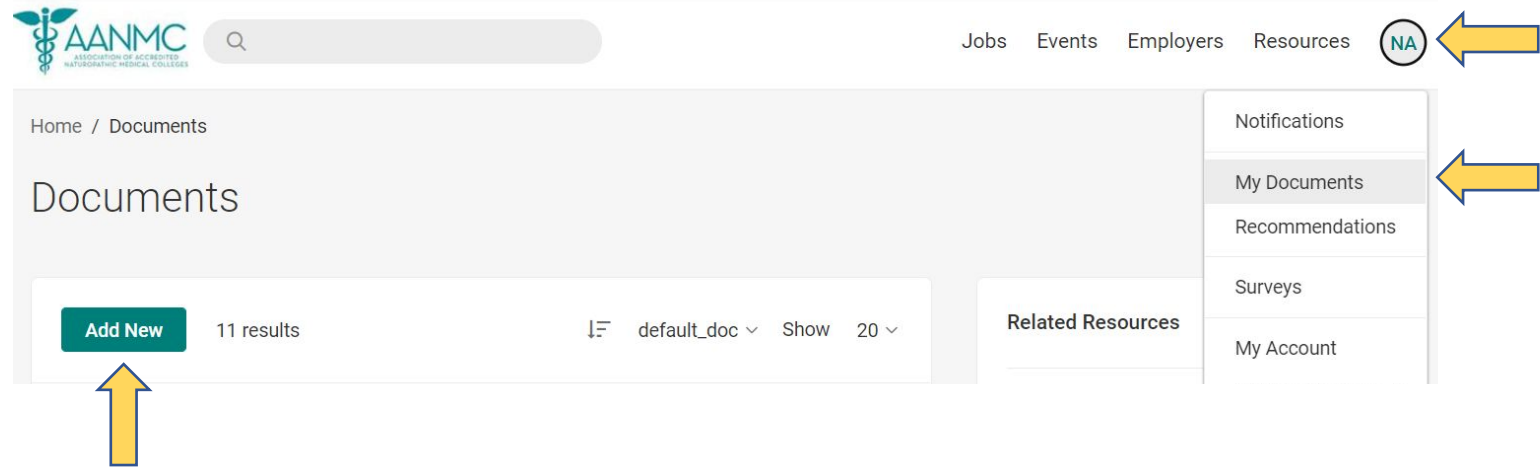 AANMC
ASSOCIATION OF ACCREDITED
NATUROPATHIC MEDICAL COLLEGES
Jobs Events Employers Resources NA
Home / Documents
Documents
Notifications
My Documents
Recommendations
Surveys
My Account
Add New 11 results default_doc Show 20
Related Resources